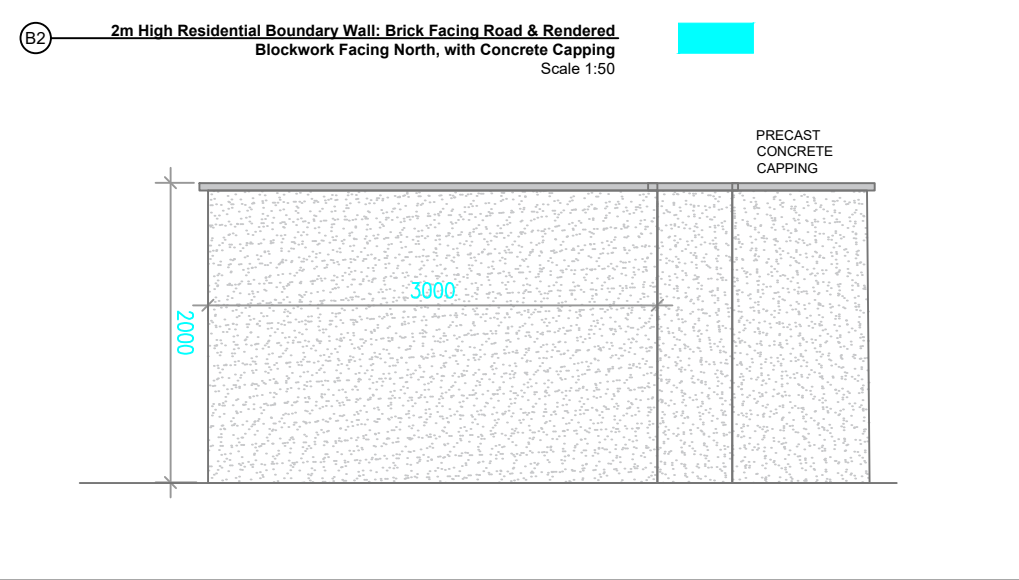 B2
2m High Residential Boundary Wall: Brick Facing Road & Rendered
Blockwork Facing North, with Concrete Capping
Scale 1:50
PRECAST
CONCRETE
CAPPING
3000
2000